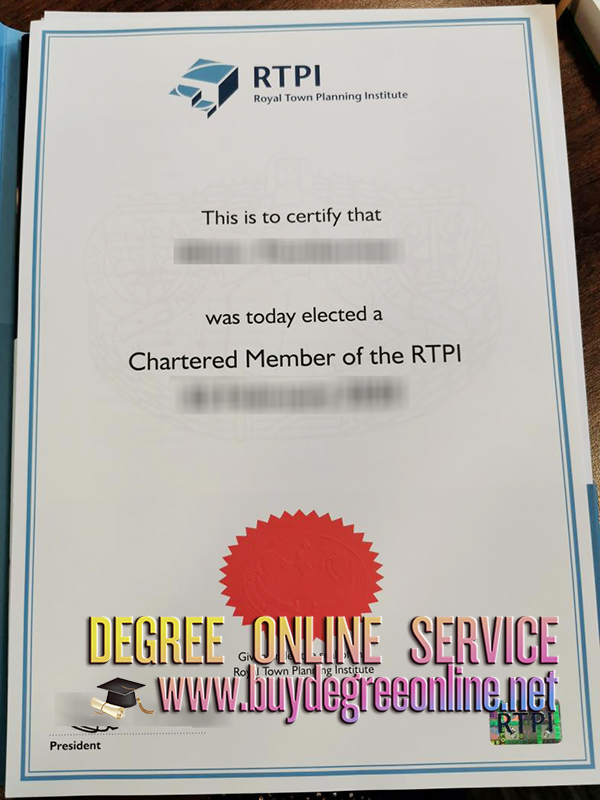 RTPI
Royal Town Planning Institute
This is to certify that
was today elected a
Chartered Member of the RTPI
DEGREE ONLINE SERVICE
Royal Town Planning Institute
www.buydegreeonline.net
RTPI
President